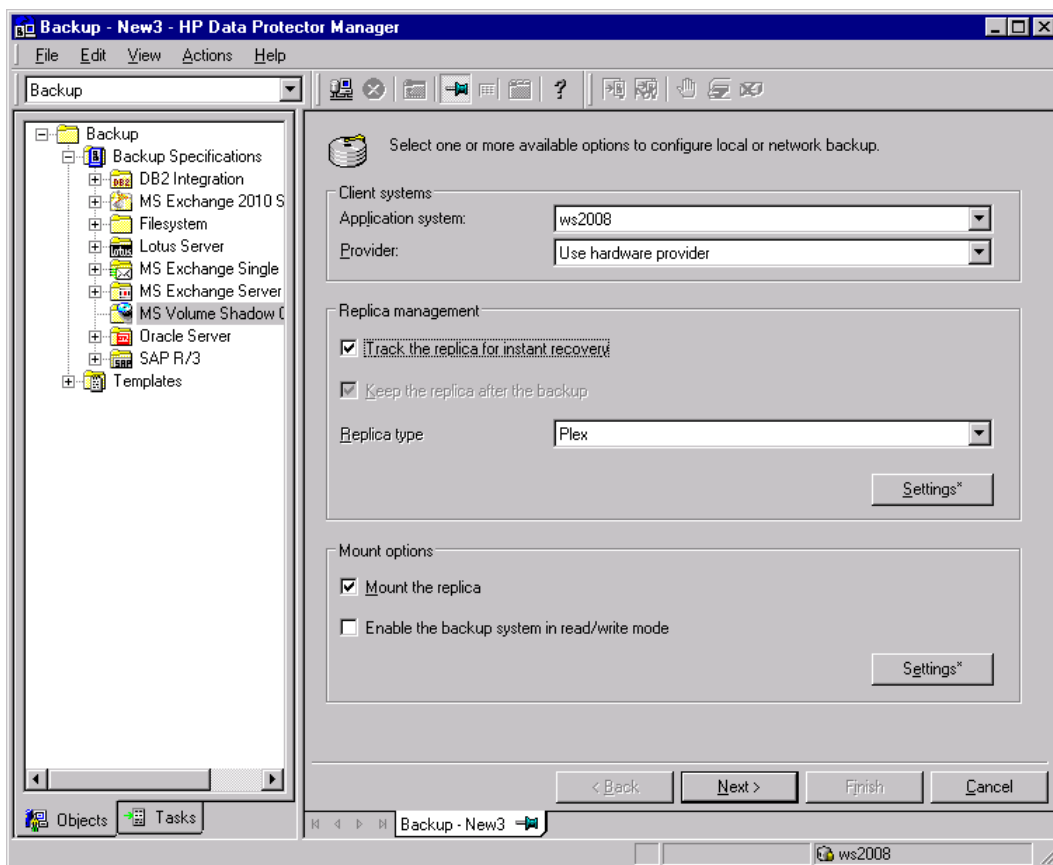 Backup - New3 - HP Data Protector Manager
File Edit View Actions Help
Backup
Backup
Backup Specifications
DB2 Integration
MS Exchange 2010 S
Filesystem
Lotus Server
MS Exchange Single
MS Exchange Server
MS Volume Shadow C
Oracle Server
SAP R/3
Templates
Select one or more available options to configure local or network backup.
Client systems
Application system: ws2008
Provider: Use hardware provider
Replica management
Track the replica for instant recovery
Keep the replica after the backup
Replica type Plex
Settings*
Mount options
Mount the replica
Enable the backup system in read/write mode
Settings*
< Back Next > Finish Cancel
Objects Tasks
Backup - New3
ws2008